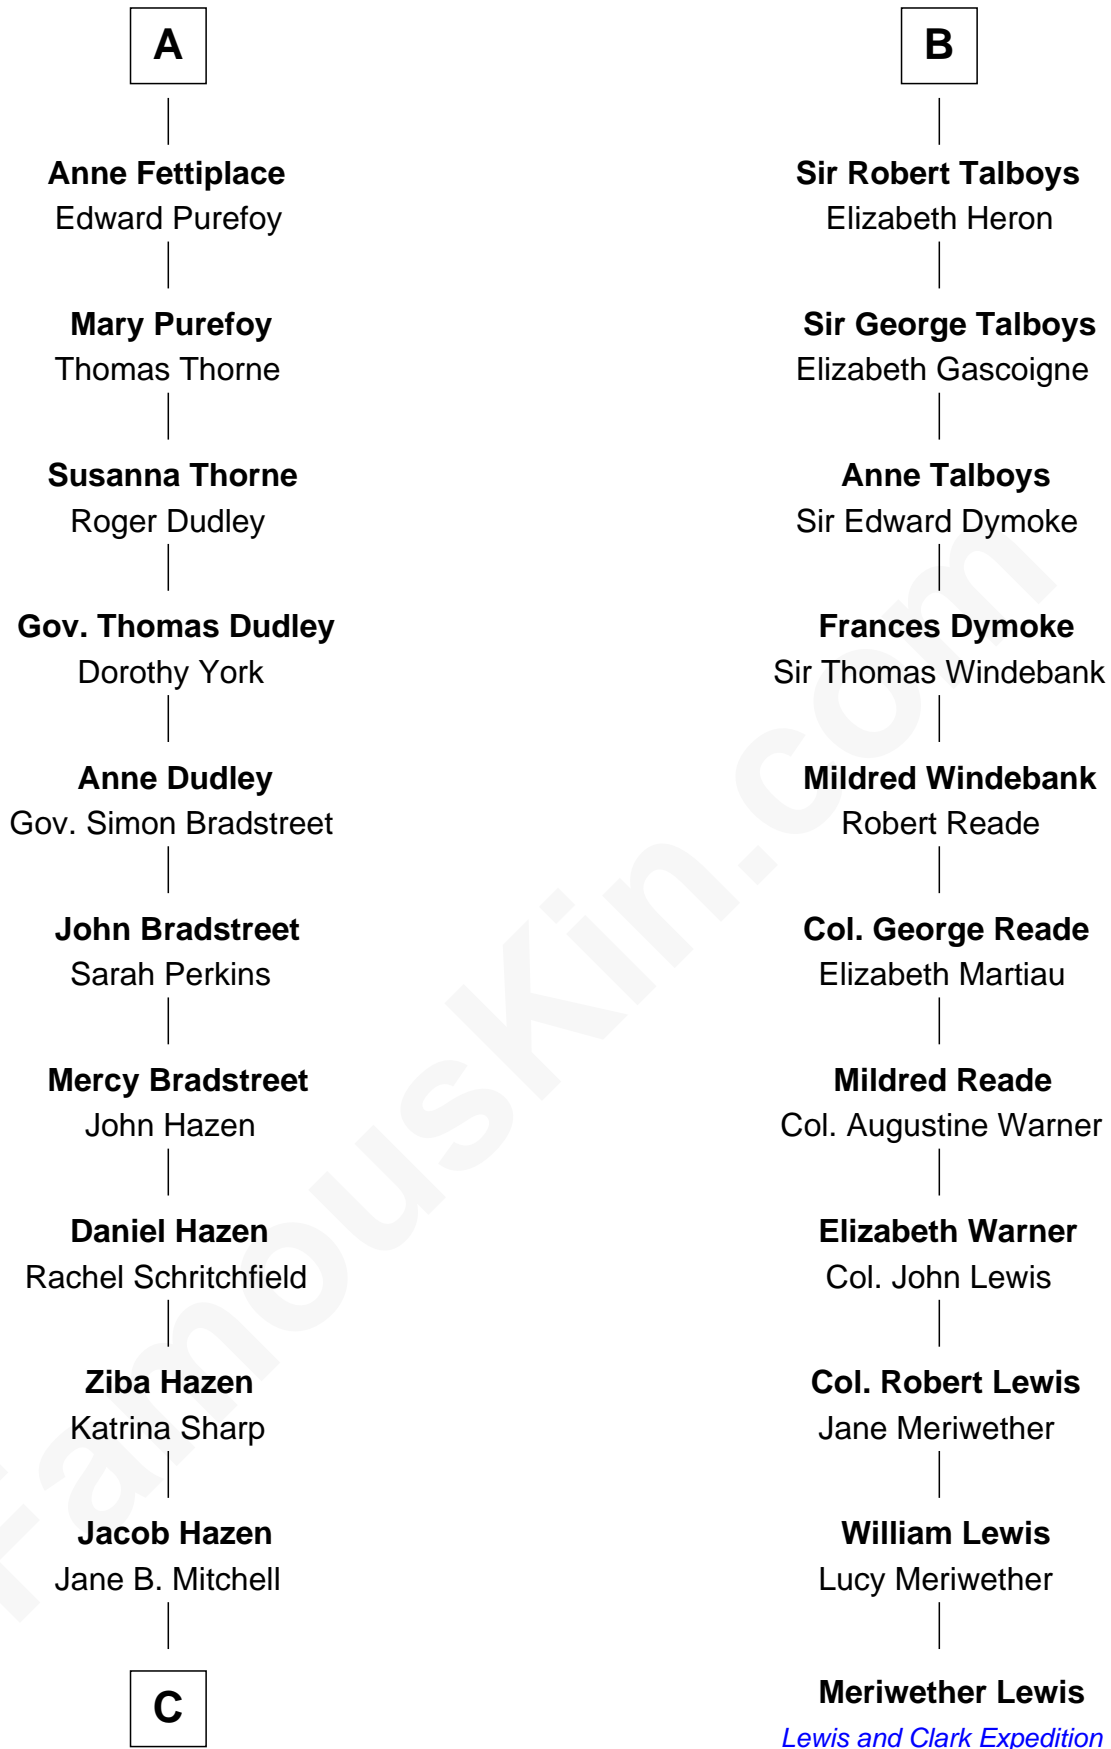 A
Anne Fettiplace
Edward Purefoy
Mary Purefoy
Thomas Thorne
Susanna Thorne
Roger Dudley
Gov. Thomas Dudley
Dorothy York
Anne Dudley
Gov. Simon Bradstreet
John Bradstreet
Sarah Perkins
Mercy Bradstreet
John Hazen
Daniel Hazen
Rachel Schritchfield
Ziba Hazen
Katrina Sharp
Jacob Hazen
Jane B. Mitchell
C
B
Sir Robert Talboys
Elizabeth Heron
Sir George Talboys
Elizabeth Gascoigne
Anne Talboys
Sir Edward Dymoke
Frances Dymoke
Sir Thomas Windebank
Mildred Windebank
Robert Reade
Col. George Reade
Elizabeth Martiau
Mildred Reade
Col. Augustine Warner
Elizabeth Warner
Col. John Lewis
Col. Robert Lewis
Jane Meriwether
William Lewis
Lucy Meriwether
Meriwether Lewis
Lewis and Clark Expedition
FamousKin.com